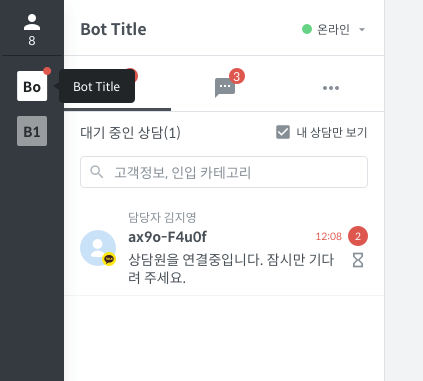 8
Bo
B1
Bot Title
온라인
Bot Title
3
대기 중인 상담(1)
내 상담만 보기
고객정보, 인입 카테고리
담당자 김지영
ax9o-F4u0f
12:08
2
상담원을 연결중입니다. 잠시만 기다
려 주세요.